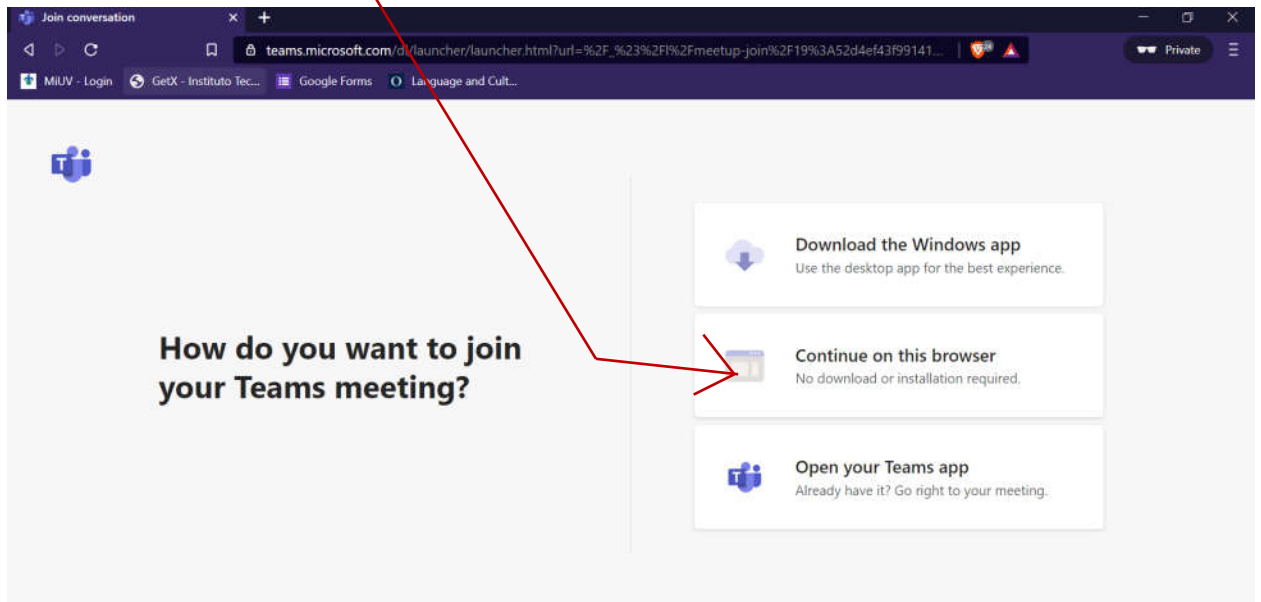 Join conversation
teams.microsoft.com/dl/launcher/launcher.html?url=%2F_%23%2Fl%2Fmeetup-join%2F19%3A52d4ef43f99141...
Private
MiUV - Login
GetX - Instituto Tec...
Google Forms
Language and Cult...
T
How do you want to join
your Teams meeting?
Download the Windows app
Use the desktop app for the best experience.
Continue on this browser
No download or installation required.
T
Open your Teams app
Already have it? Go right to your meeting.